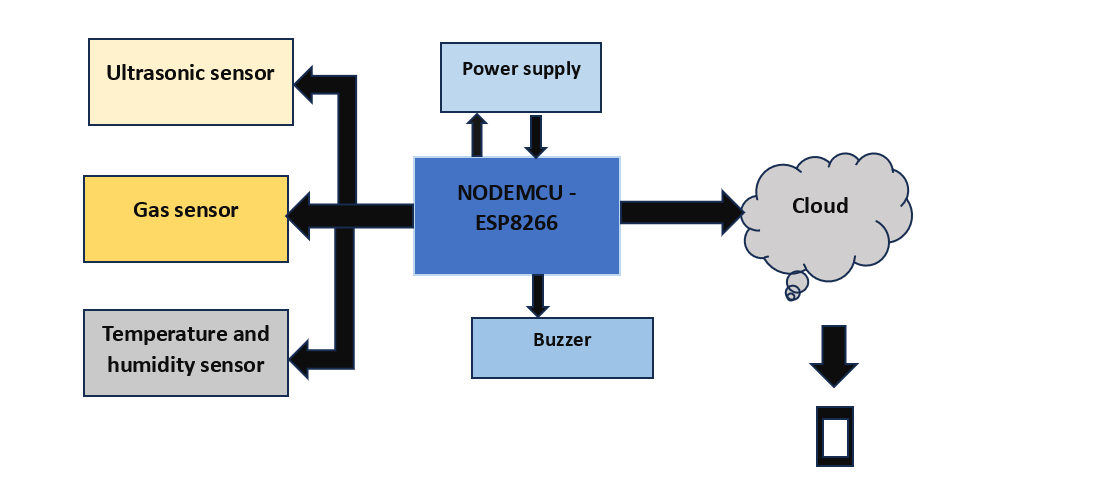 Ultrasonic sensor
Power supply
Gas sensor
NODEMCU -
ESP8266
Cloud
Temperature and
humidity sensor
Buzzer